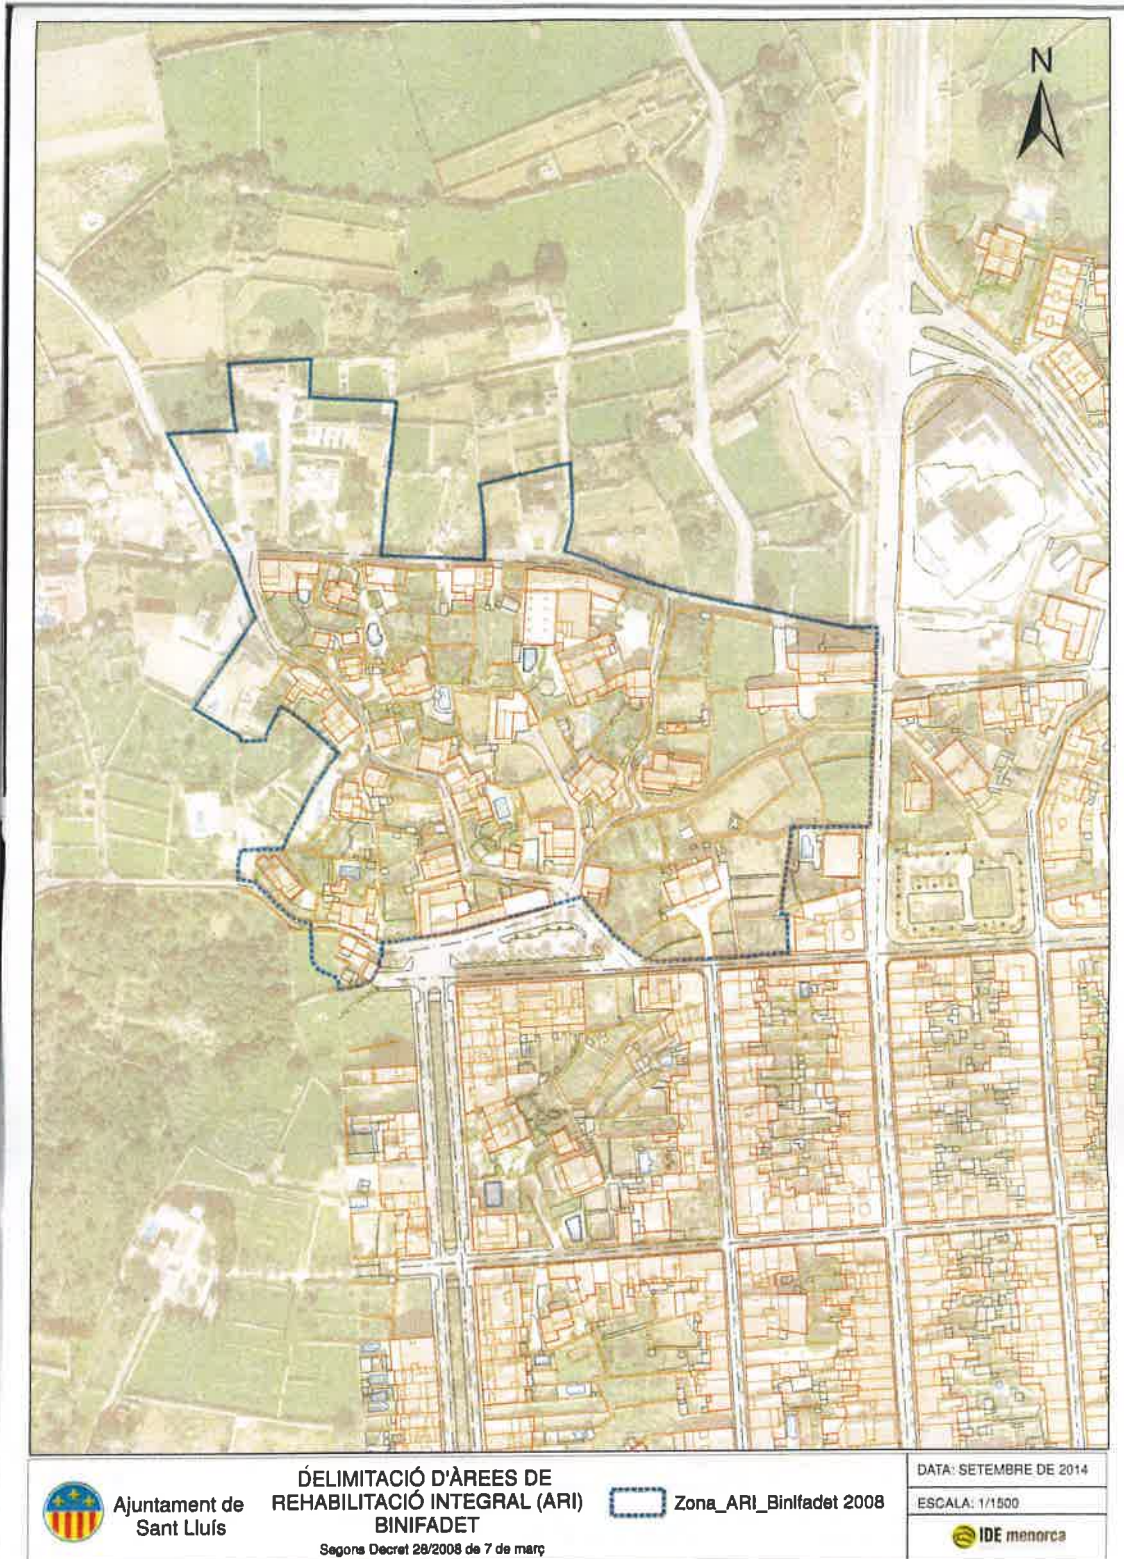 N
Ajuntament de
Sant Lluís
DELIMITACIÓ D'ÀREES DE
REHABILITACIÓ INTEGRAL (ARI)
BINIFADET
Segons Decret 28/2008 de 7 de març
Zona_ARI_Binifadet 2008
DATA: SETEMBRE DE 2014
ESCALA: 1/1500
IDE menorca